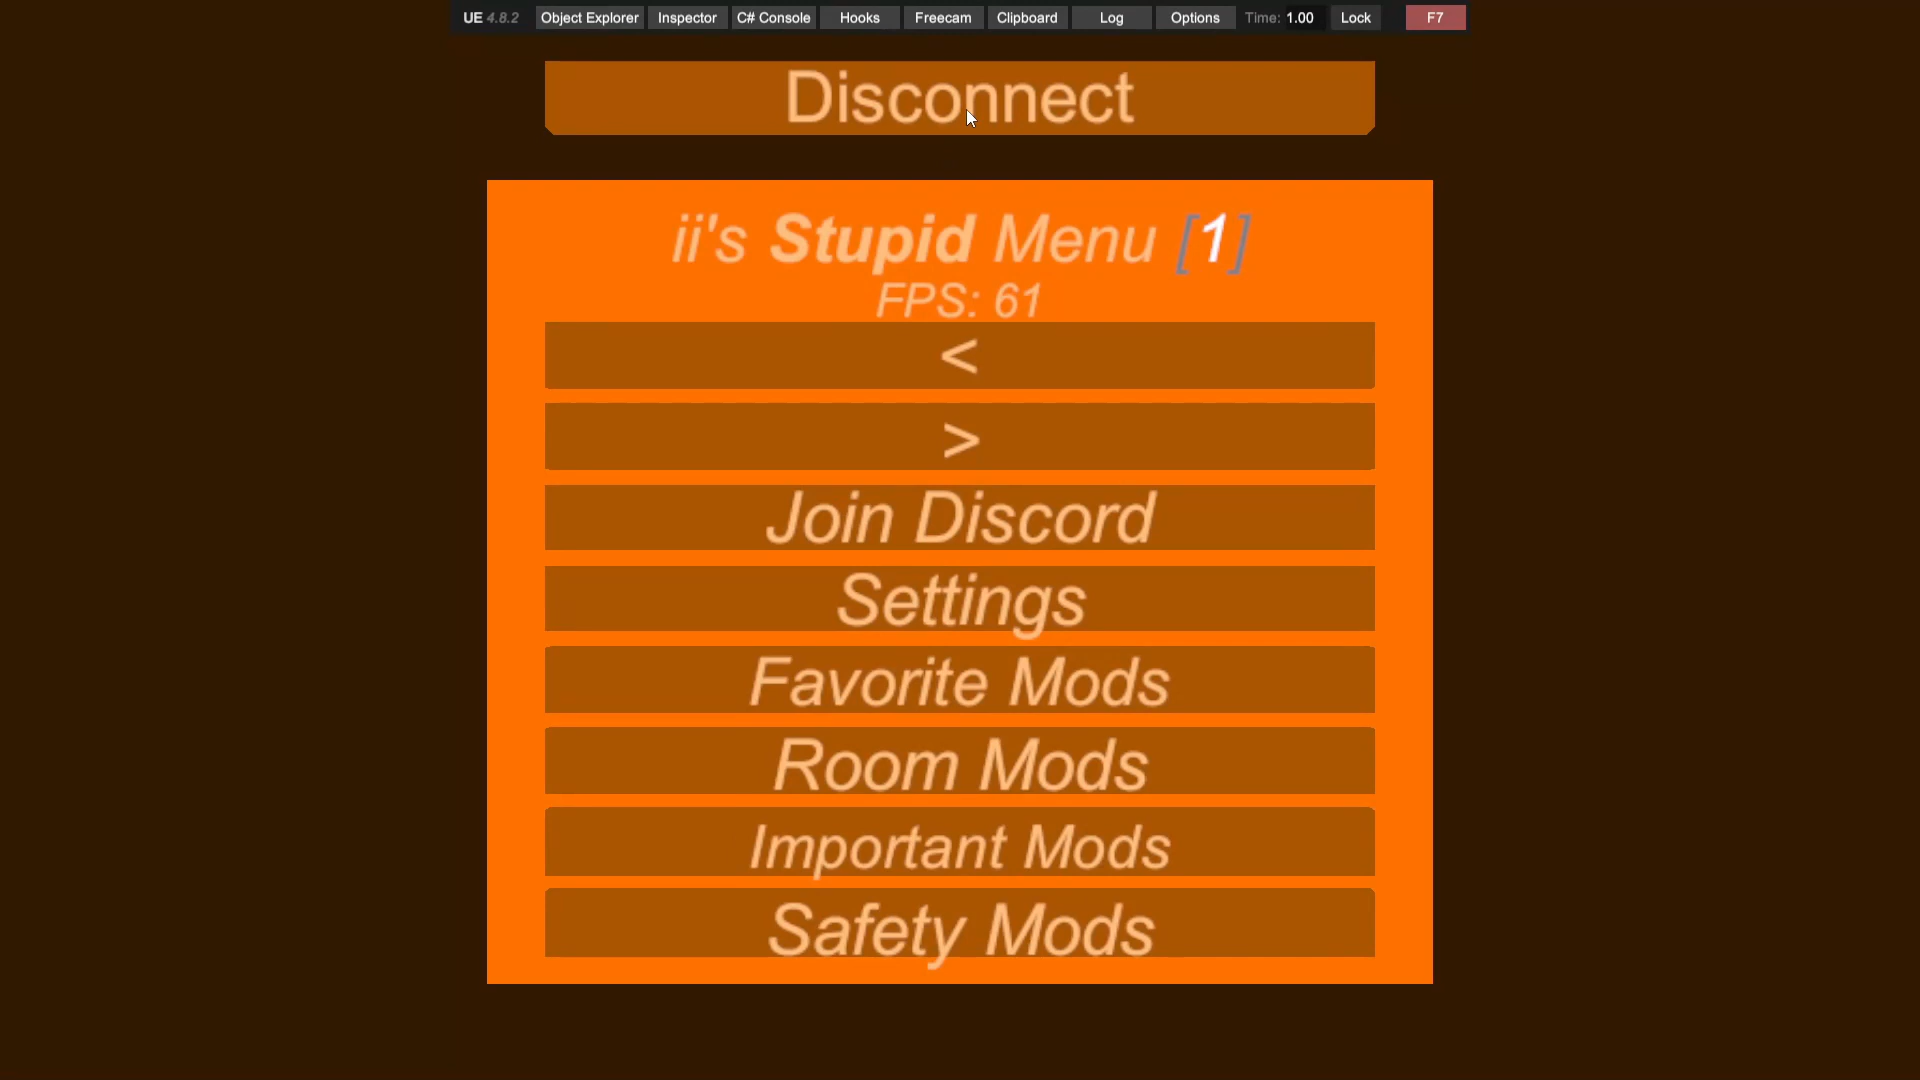 UE 4.8.2 Object Explorer Inspector C# Console Hooks Freecam Clipboard Log Options Time: 1.00 Lock F7
Disconnect
ii's Stupid Menu [1]
FPS: 61
<
>
Join Discord
Settings
Favorite Mods
Room Mods
Important Mods
Safety Mods